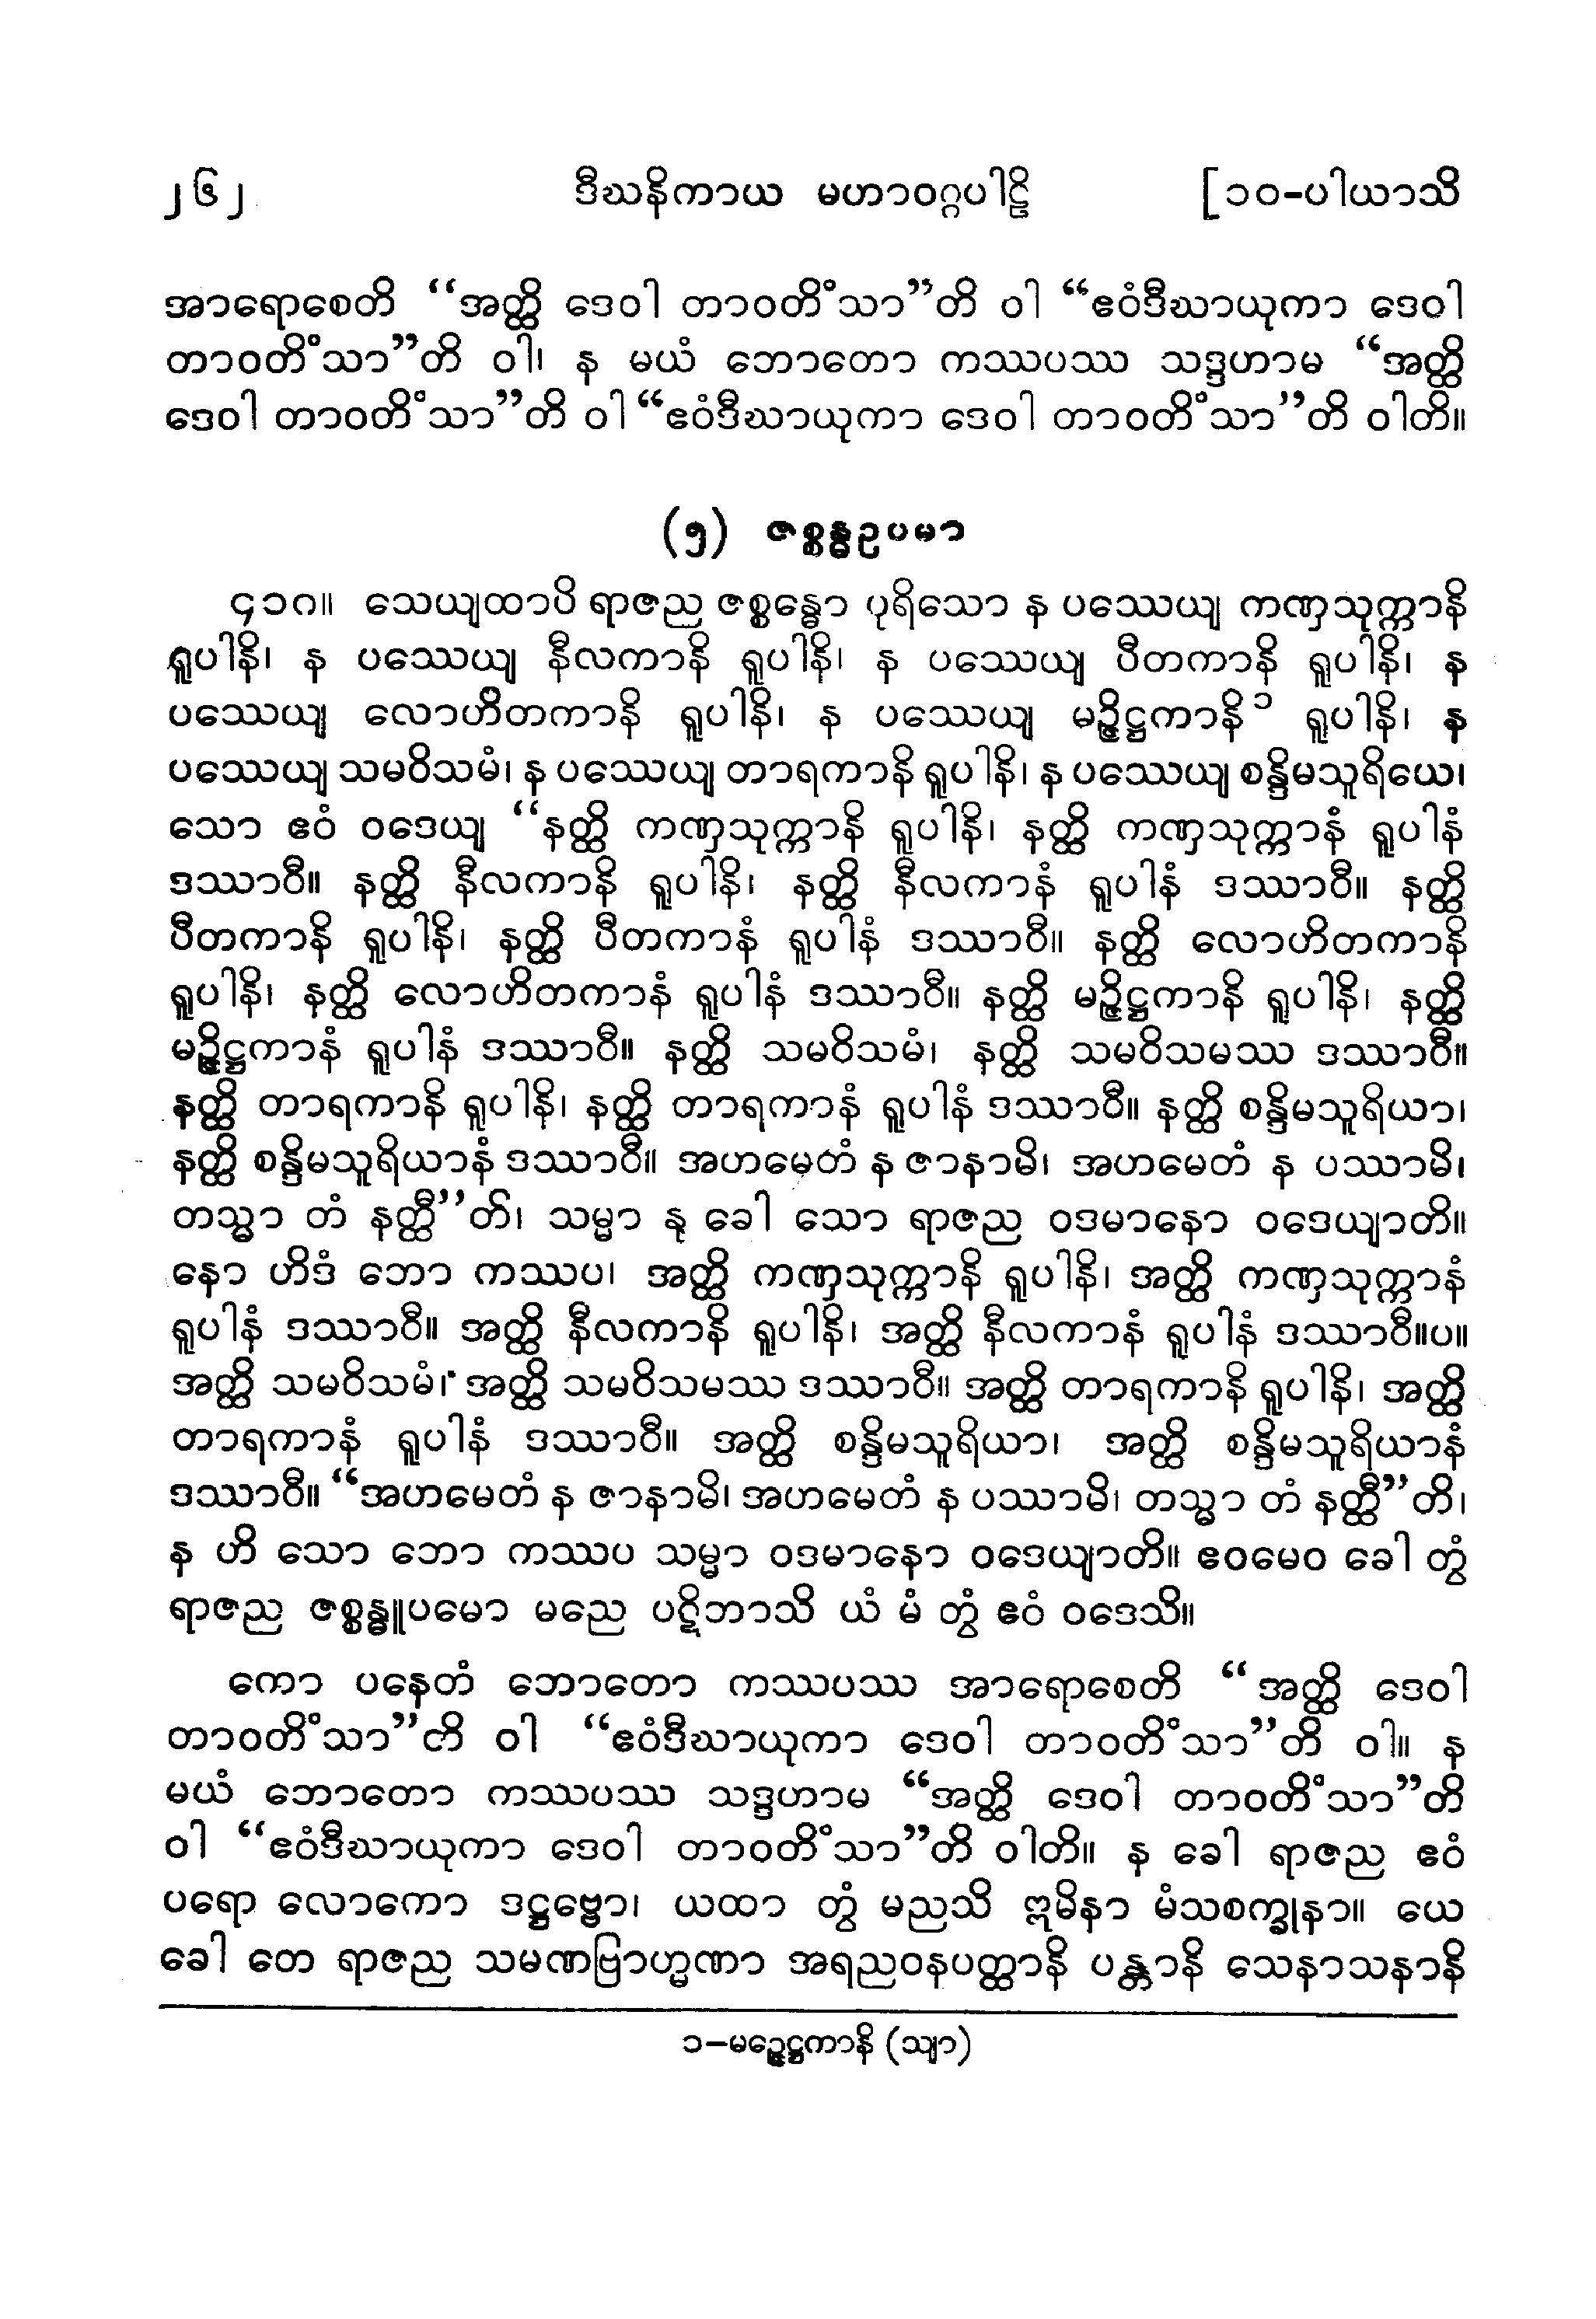 ၂၆၂ ဒီဃနိကာယ မဟာဝဂ္ဂပါဠိ [၁၀-ပါယာသိ
အာရောစေတိ “အတ္ထိ ဒေဝါ တာဝတိံသာ”တိ ဝါ “ဧဝံဒီဃာယုကာ ဒေဝါ
တာဝတိံသာ”တိ ဝါ၊ န မယံ ဘောတော ကဿပဿ သဒ္ဒဟာမ “အတ္ထိ
ဒေဝါ တာဝတိံသာ”တိ ဝါ “ဧဝံဒီဃာယုကာ ဒေဝါ တာဝတိံသာ”တိ ဝါတိ။
(၅) ဇစ္စန္ဓဥပမာ
၄၁၈။ သေယျထာပိ ရာဇည ဇစ္စန္ဓော ပုရိသော န ပဿေယျ ကဏှသုက္ကာနိ
ရူပါနိ၊ န ပဿေယျ နီလကာနိ ရူပါနိ၊ န ပဿေယျ ပီတကာနိ ရူပါနိ၊ န
ပဿေယျ လောဟိတကာနိ ရူပါနိ၊ န ပဿေယျ မဉ္ဇိဋ္ဌကာနိ၁ ရူပါနိ၊ န
ပဿေယျ သမဝိသမံ၊ န ပဿေယျ တာရကာနိ ရူပါနိ၊ န ပဿေယျ စန္ဒိမသူရိယေ၊
သော ဧဝံ ဝဒေယျ “နတ္ထိ ကဏှသုက္ကာနိ ရူပါနိ၊ နတ္ထိ ကဏှသုက္ကာနံ ရူပါနံ
ဒဿာဝီ။ နတ္ထိ နီလကာနိ ရူပါနိ၊ နတ္ထိ နီလကာနံ ရူပါနံ ဒဿာဝီ။ နတ္ထိ
ပီတကာနိ ရူပါနိ၊ နတ္ထိ ပီတကာနံ ရူပါနံ ဒဿာဝီ။ နတ္ထိ လောဟိတကာနိ
ရူပါနိ၊ နတ္ထိ လောဟိတကာနံ ရူပါနံ ဒဿာဝီ။ နတ္ထိ မဉ္ဇိဋ္ဌကာနိ ရူပါနိ၊ နတ္ထိ
မဉ္ဇိဋ္ဌကာနံ ရူပါနံ ဒဿာဝီ။ နတ္ထိ သမဝိသမံ၊ နတ္ထိ သမဝိသမဿ ဒဿာဝီ။
နတ္ထိ တာရကာနိ ရူပါနိ၊ နတ္ထိ တာရကာနံ ရူပါနံ ဒဿာဝီ။ နတ္ထိ စန္ဒိမသူရိယာ၊
နတ္ထိ စန္ဒိမသူရိယာနံ ဒဿာဝီ။ အဟမေတံ န ဇာနာမိ၊ အဟမေတံ န ပဿာမိ၊
တသ္မာ တံ နတ္ထီ”တိ၊ သမ္မာ နု ခေါ သော ရာဇည ဝဒမာနော ဝဒေယျာတိ။
နော ဟိဒံ ဘော ကဿပ၊ အတ္ထိ ကဏှသုက္ကာနိ ရူပါနိ၊ အတ္ထိ ကဏှသုက္ကာနံ
ရူပါနံ ဒဿာဝီ။ အတ္ထိ နီလကာနိ ရူပါနိ၊ အတ္ထိ နီလကာနံ ရူပါနံ ဒဿာဝီ။ပ။
အတ္ထိ သမဝိသမံ၊ အတ္ထိ သမဝိသမဿ ဒဿာဝီ။ အတ္ထိ တာရကာနိ ရူပါနိ၊ အတ္ထိ
တာရကာနံ ရူပါနံ ဒဿာဝီ။ အတ္ထိ စန္ဒိမသူရိယာ၊ အတ္ထိ စန္ဒိမသူရိယာနံ
ဒဿာဝီ။ “အဟမေတံ န ဇာနာမိ၊ အဟမေတံ န ပဿာမိ၊ တသ္မာ တံ နတ္ထီ”တိ၊
န ဟိ သော ဘော ကဿပ သမ္မာ ဝဒမာနော ဝဒေယျာတိ။ ဧဝမေဝ ခေါ တွံ
ရာဇည ဇစ္စန္ဓူပမော မညေ ပဋိဘာသိ ယံ မံ တွံ ဧဝံ ဝဒေသိ။
ကော ပနေတံ ဘောတော ကဿပဿ အာရောစေတိ “အတ္ထိ ဒေဝါ
တာဝတိံသာ”တိ ဝါ “ဧဝံဒီဃာယုကာ ဒေဝါ တာဝတိံသာ”တိ ဝါ။ န
မယံ ဘောတော ကဿပဿ သဒ္ဒဟာမ “အတ္ထိ ဒေဝါ တာဝတိံသာ”တိ
ဝါ “ဧဝံဒီဃာယုကာ ဒေဝါ တာဝတိံသာ”တိ ဝါတိ။ န ခေါ ရာဇည ဧဝံ
ပရော လောကော ဒဋ္ဌဗ္ဗော၊ ယထာ တွံ မညသိ ဣမိနာ မံသစက္ခုနာ။ ယေ
ခေါ တေ ရာဇည သမဏဗြာဟ္မဏာ အရညဝနပတ္ထာနိ ပန္တာနိ သေနာသနာနိ
၁–မဉ္ဇေဋ္ဌကာနိ (သျာ)